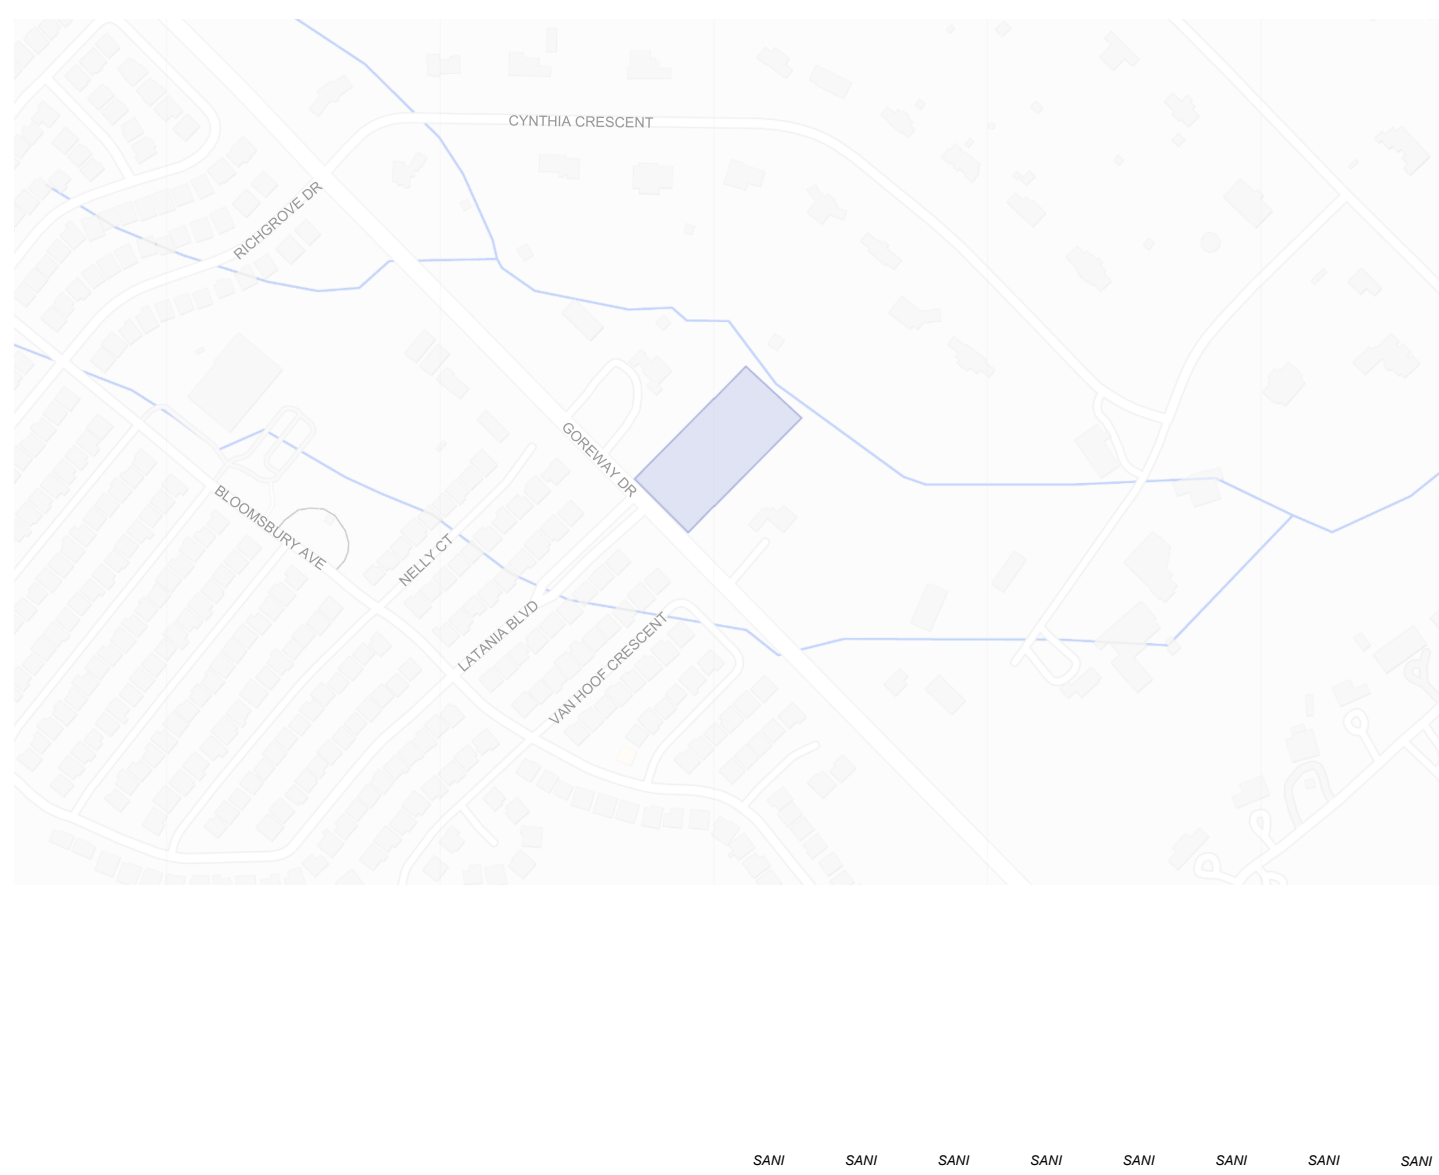 CYNTHIA CRESCENT
RICHGROVE DR
GOREWAY DR
BLOOMSBURY AVE
NELLY CT
LATANIA BLVD
VAN HOOF CRESCENT
SANI SANI SANI SANI SANI SANI SANI SANI